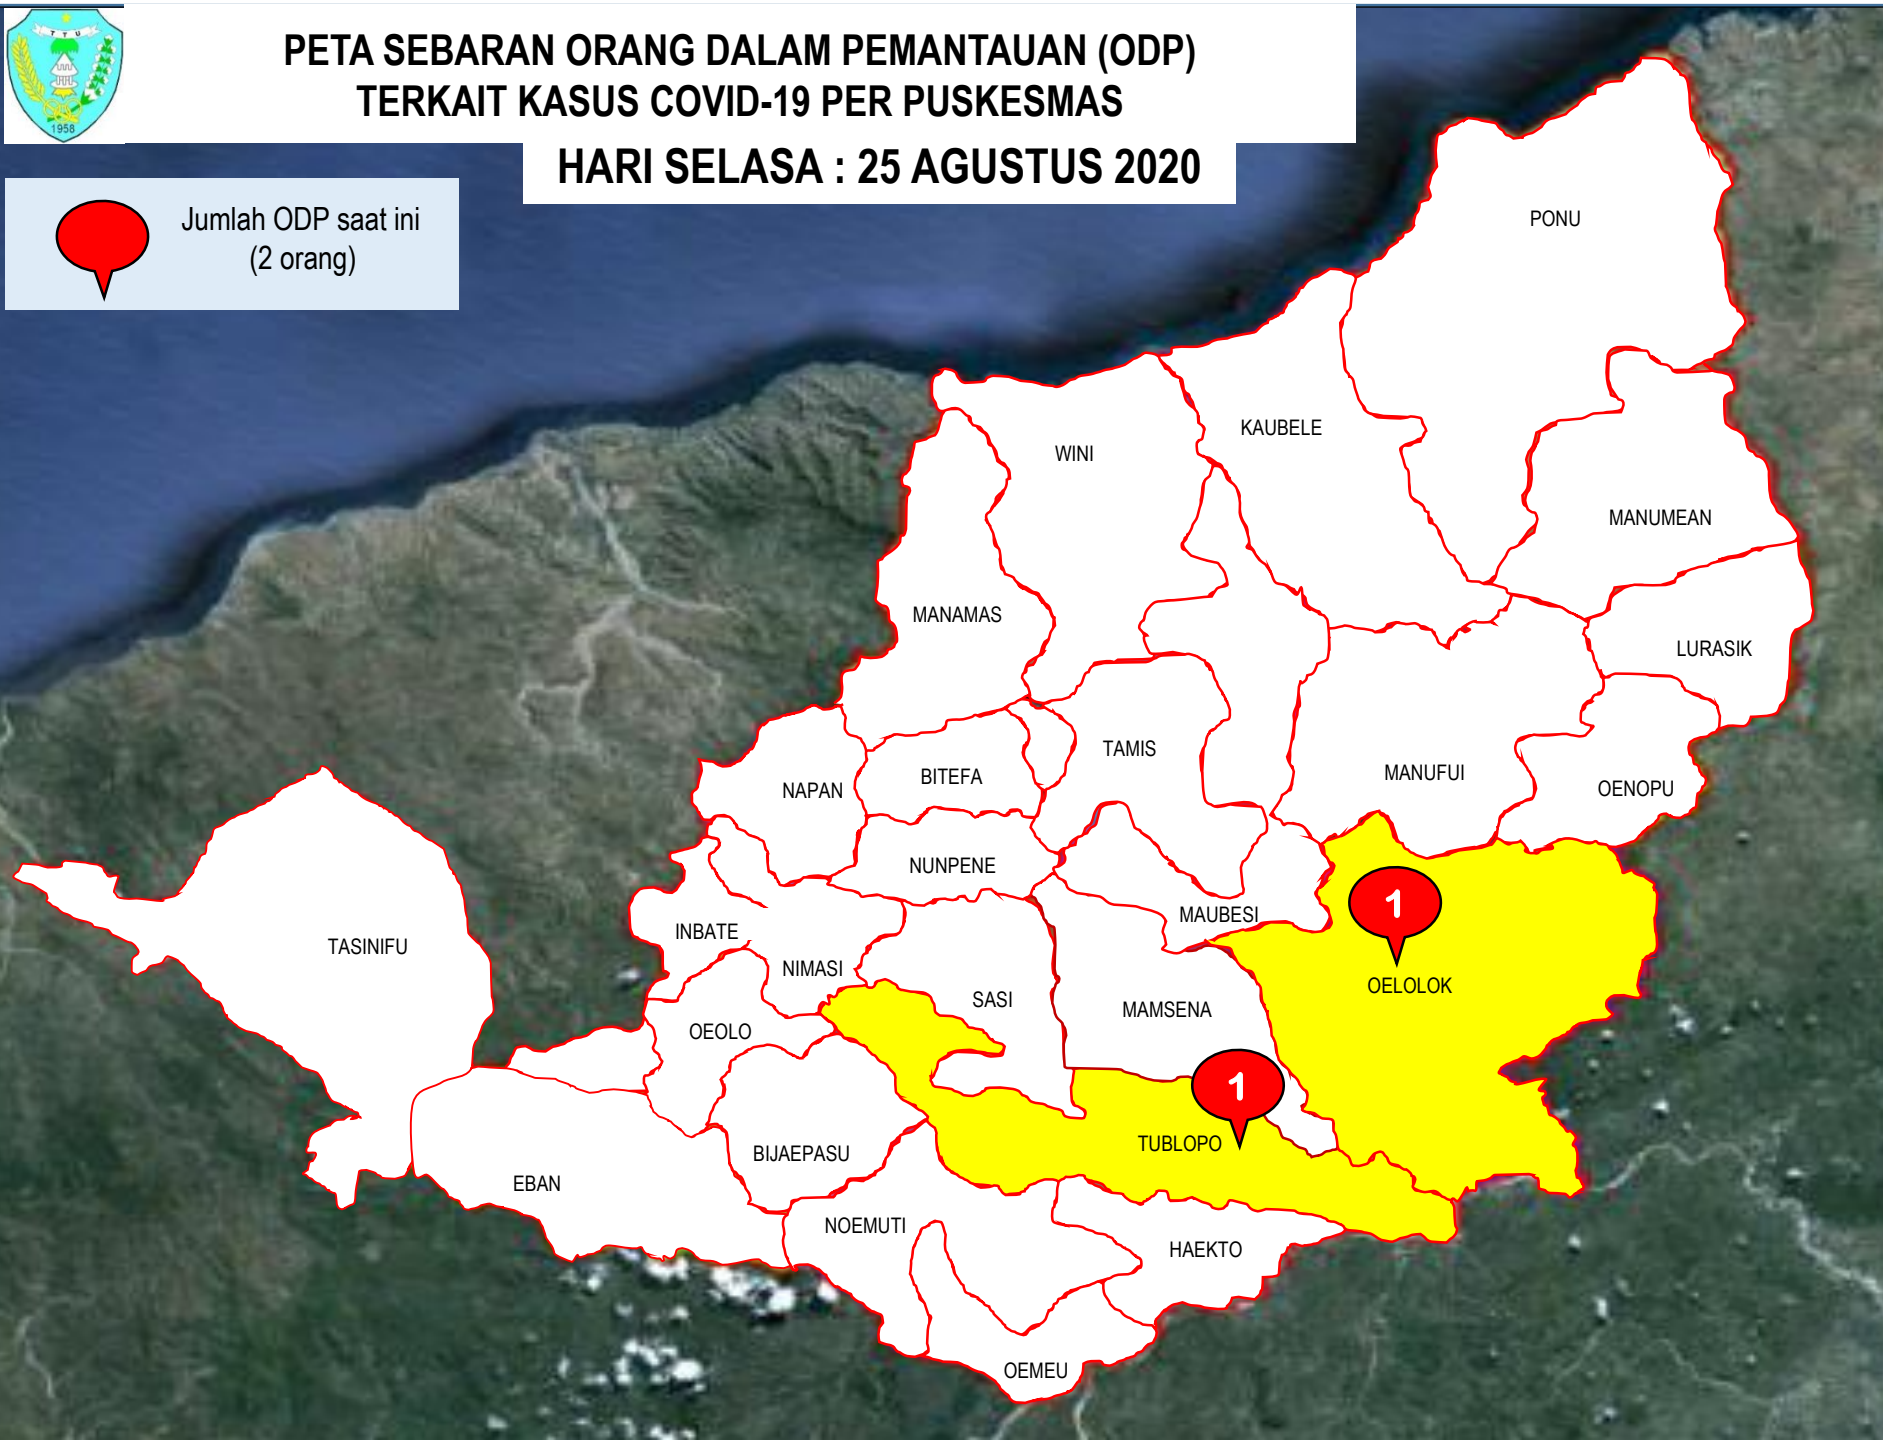 T T U
1958
PETA SEBARAN ORANG DALAM PEMANTAUAN (ODP)
TERKAIT KASUS COVID-19 PER PUSKESMAS
HARI SELASA : 25 AGUSTUS 2020
Jumlah ODP saat ini
(2 orang)
PONU
KAUBELE
WINI
MANUMEAN
MANAMAS
LURASIK
TAMIS
BITEFA
NAPAN
MANUFUI
OENOPU
NUNPENE
1
MAUBESI
INBATE
TASINIFU
NIMASI
OELOLOK
SASI
MAMSENA
OEOLO
1
TUBLOPO
BIJAEPASU
EBAN
NOEMUTI
HAEKTO
OEMEU